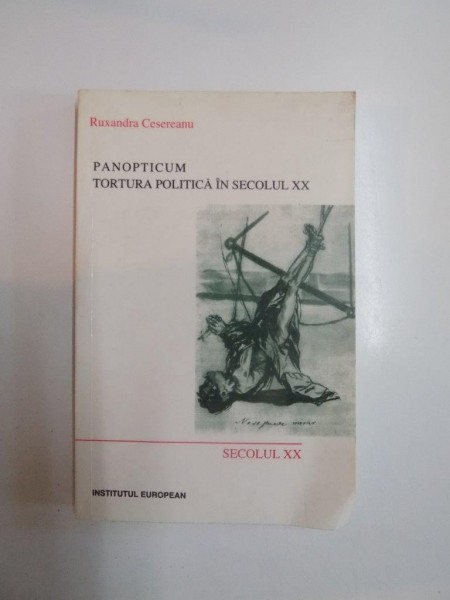 Ruxandra Cesereanu
PANOPTICUM
TORTURA POLITICĂ ÎN SECOLUL XX
SECOLUL XX
INSTITUTUL EUROPEAN